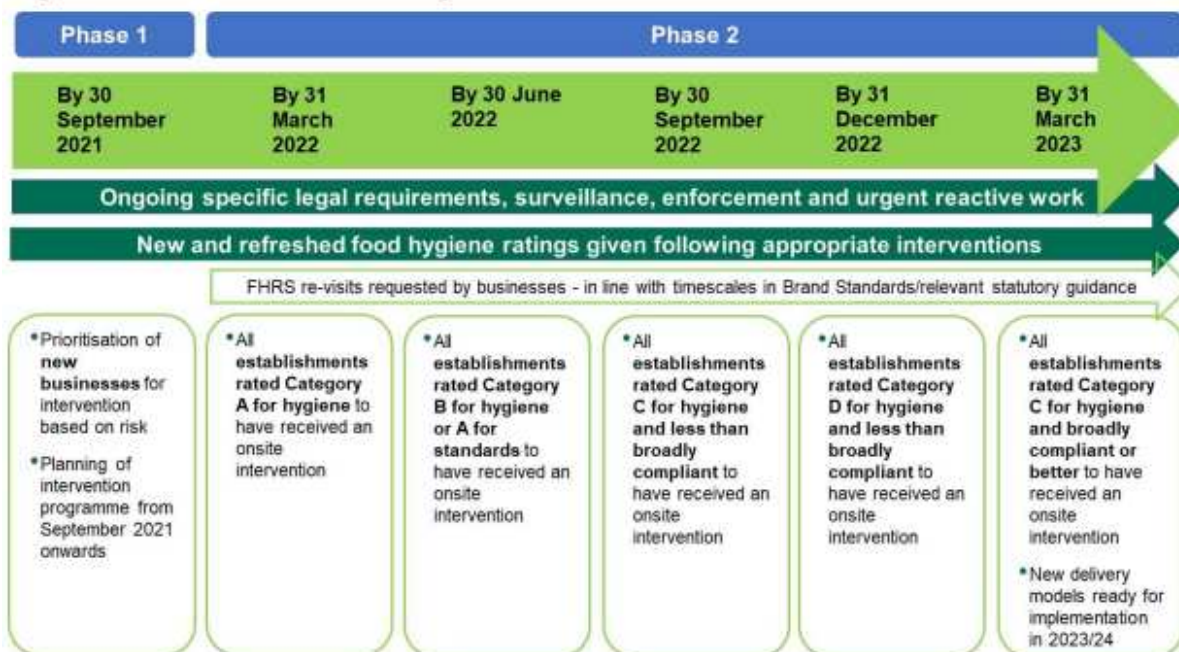 Phase 1
Phase 2
By 30
September
2021
By 31
March
2022
By 30 June
2022
By 30
September
2022
By 31
December
2022
By 31
March
2023
Ongoing specific legal requirements, surveillance, enforcement and urgent reactive work
New and refreshed food hygiene ratings given following appropriate interventions
FHRS re-visits requested by businesses - in line with timescales in Brand Standards/relevant statutory guidance
•Prioritisation of
new
businesses for
intervention
based on risk
•Planning of
intervention
programme from
September 2021
onwards
•All
establishments
rated Category
A for hygiene to
have received an
onsite
intervention
•All
establishments
rated Category
B for hygiene
or A for
standards to
have received an
onsite
intervention
•All
establishments
rated Category
C for hygiene
and less than
broadly
compliant to
have received an
onsite
intervention
•All
establishments
rated Category
D for hygiene
and less than
broadly
compliant to
have received an
onsite
intervention
•All
establishments
rated Category
C for hygiene
and broadly
compliant or
better to have
received an
onsite
intervention
•New delivery
models ready for
implementation
in 2023/24